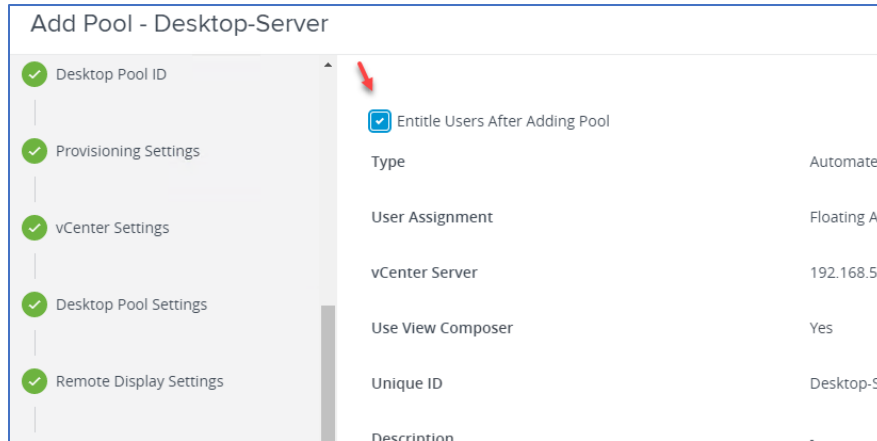 Add Pool - Desktop-Server
Desktop Pool ID
Provisioning Settings
vCenter Settings
Desktop Pool Settings
Remote Display Settings
Entitle Users After Adding Pool
Type Automate
User Assignment Floating A
vCenter Server 192.168.5
Use View Composer Yes
Unique ID Desktop-S
Description -